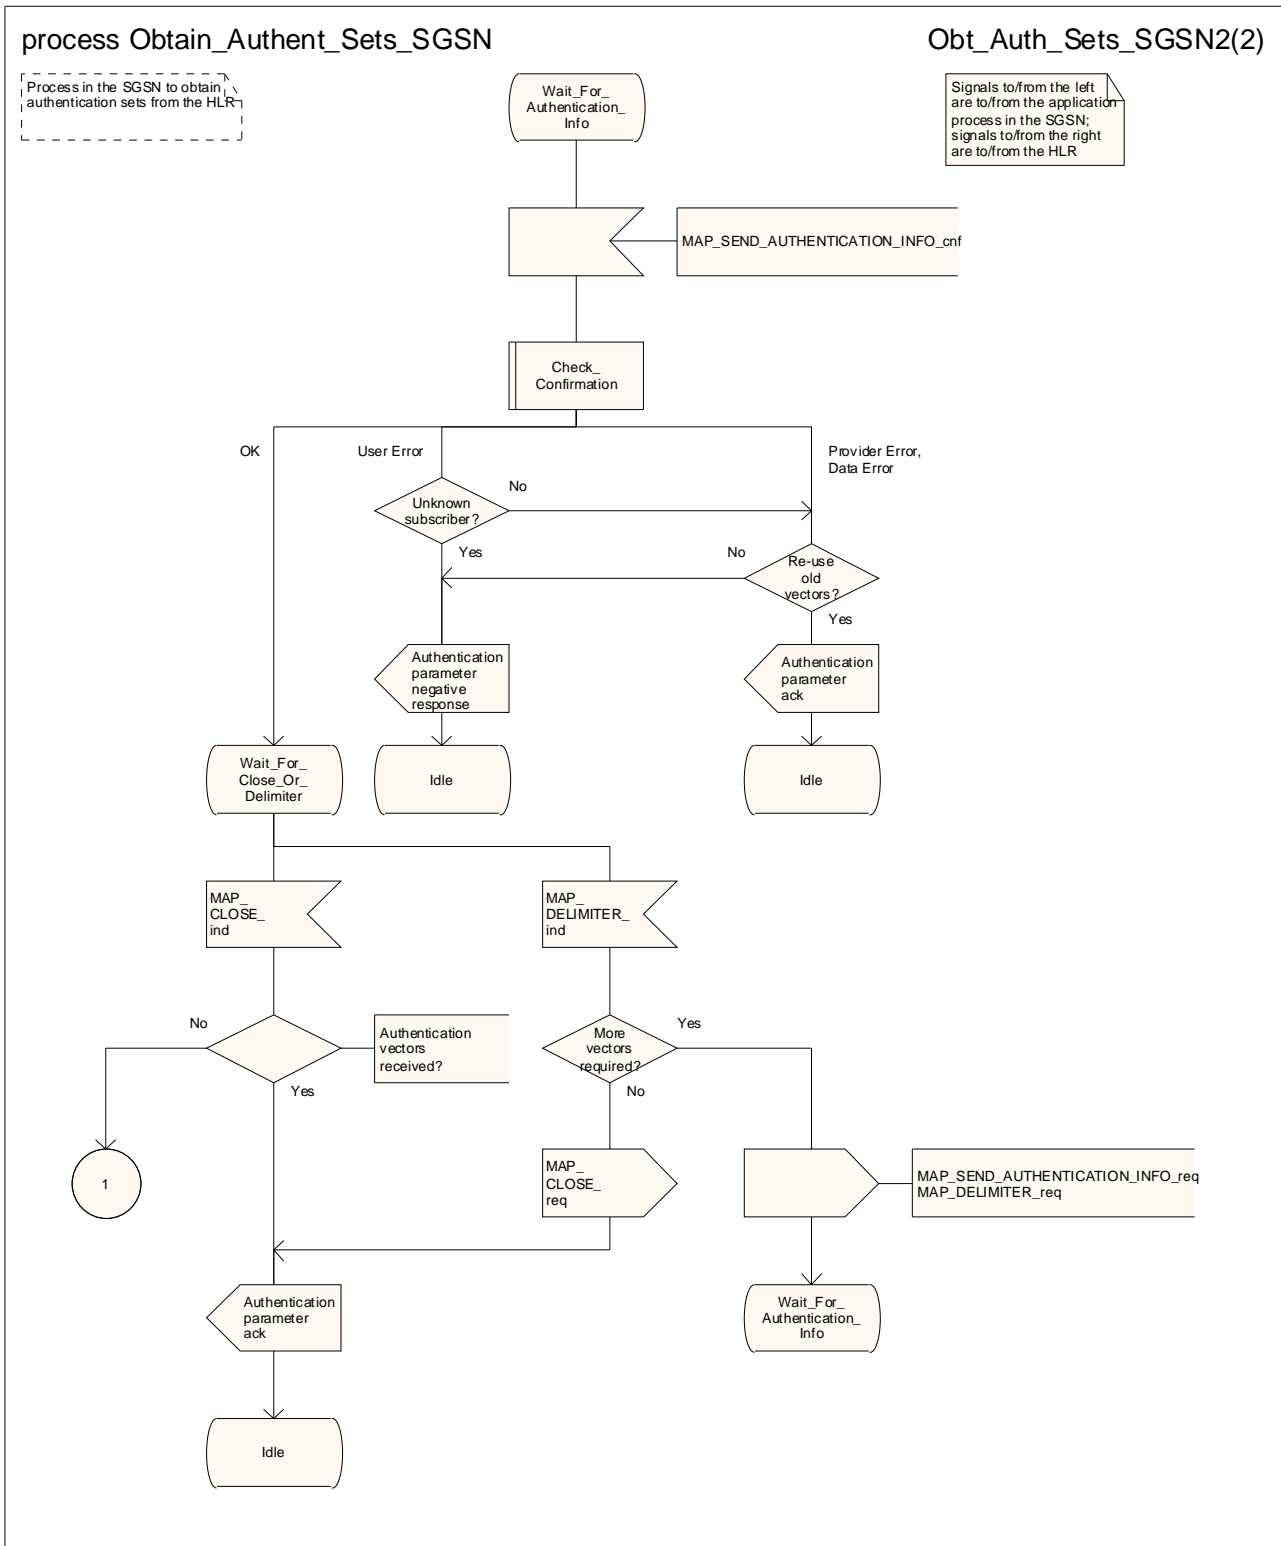 process Obtain_Authent_Sets_SGSN
Obt_Auth_Sets_SGSN2(2)
Process in the SGSN to obtain
authentication sets from the HLR
Wait_For_
Authentication_
Info
Signals to/from the left
are to/from the application
process in the SGSN;
signals to/from the right
are to/from the HLR
MAP_SEND_AUTHENTICATION_INFO_cnf
Check_
Confirmation
OK
User Error
Provider Error,
Data Error
Unknown
subscriber?
No
Yes
No
Re-use
old
vectors?
Yes
Authentication
parameter
negative
response
Authentication
parameter
ack
Wait_For_
Close_Or_
Delimiter
Idle
Idle
MAP_
CLOSE_
ind
MAP_
DELIMITER_
ind
No
Authentication
vectors
received?
Yes
More
vectors
required?
Yes
No
1
MAP_
CLOSE_
req
MAP_SEND_AUTHENTICATION_INFO_req
MAP_DELIMITER_req
Authentication
parameter
ack
Wait_For_
Authentication_
Info
Idle